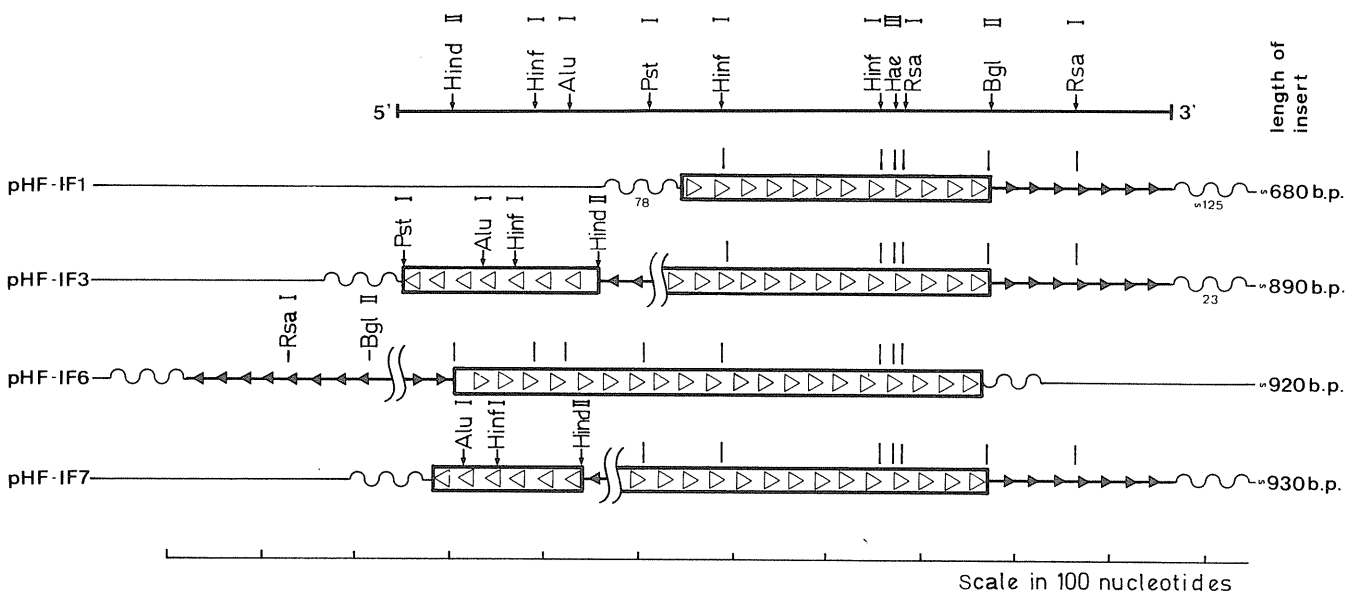 Hind II
Hinf I
Alu I
Pst I
Hinf I
Hinf I
Hae III
Rsa I
Bgl II
Rsa I
length of insert
5'
3'
pHF-IF1
78
∽125
∽680 b.p.
Pst I
Alu I
Hinf I
Hind II
pHF-IF3
23
∽890 b.p.
Rsa I
Bgl II
pHF-IF6
∽920 b.p.
Alu I
Hinf I
Hind II
pHF-IF7
∽930 b.p.
Scale in 100 nucleotides